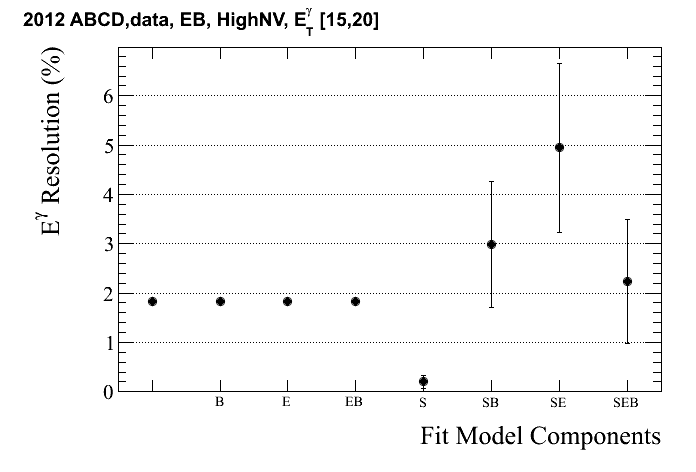 2012 ABCD,data, EB, HighNV, E_T^γ [15,20]
E^γ Resolution (%)
6
5
4
3
2
1
0
B E EB S SB SE SEB
Fit Model Components